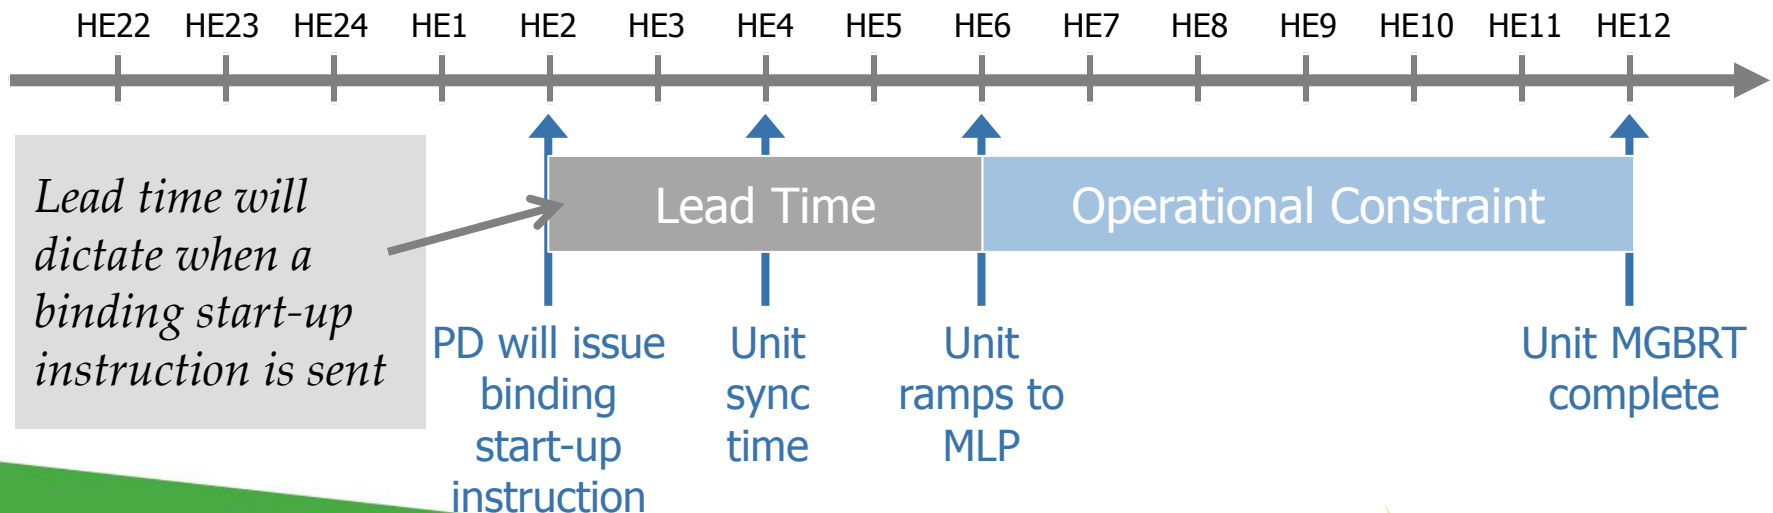 HE22 HE23 HE24 HE1 HE2 HE3 HE4 HE5 HE6 HE7 HE8 HE9 HE10 HE11 HE12
Lead time will
dictate when a
binding start-up
instruction is sent
Lead Time
Operational Constraint
PD will issue
binding
start-up
instruction
Unit
sync
time
Unit
ramps to
MLP
Unit MGBRT
complete